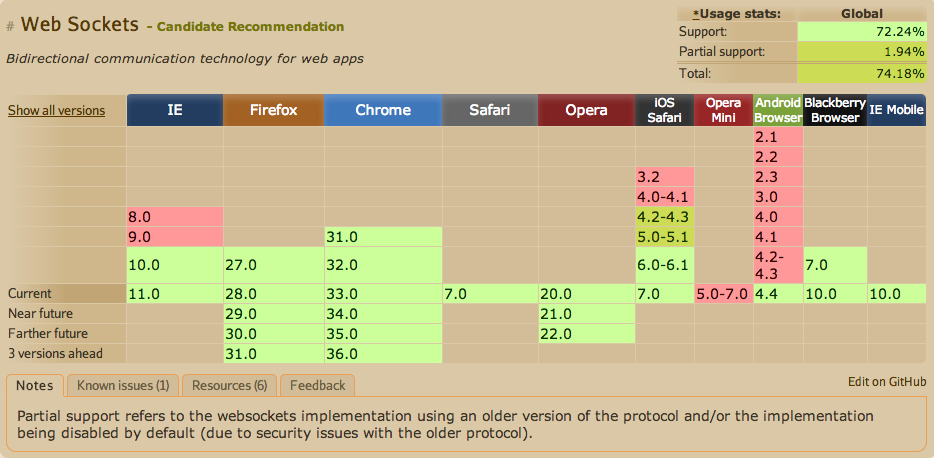 # Web Sockets - Candidate Recommendation
*Usage stats: Global
Support: 72.24%
Partial support: 1.94%
Total: 74.18%
Bidirectional communication technology for web apps
Show all versions IE Firefox Chrome Safari Opera iOS Safari Opera Mini Android Browser Blackberry Browser IE Mobile
2.1
2.2
3.2 2.3
4.0-4.1 3.0
8.0 4.2-4.3 4.0
9.0 31.0 5.0-5.1 4.1
10.0 27.0 32.0 6.0-6.1 4.2-4.3 7.0
Current 11.0 28.0 33.0 7.0 20.0 7.0 5.0-7.0 4.4 10.0 10.0
Near future 29.0 34.0 21.0
Farther future 30.0 35.0 22.0
3 versions ahead 31.0 36.0
Notes Known issues (1) Resources (6) Feedback Edit on GitHub
Partial support refers to the websockets implementation using an older version of the protocol and/or the implementation
being disabled by default (due to security issues with the older protocol).